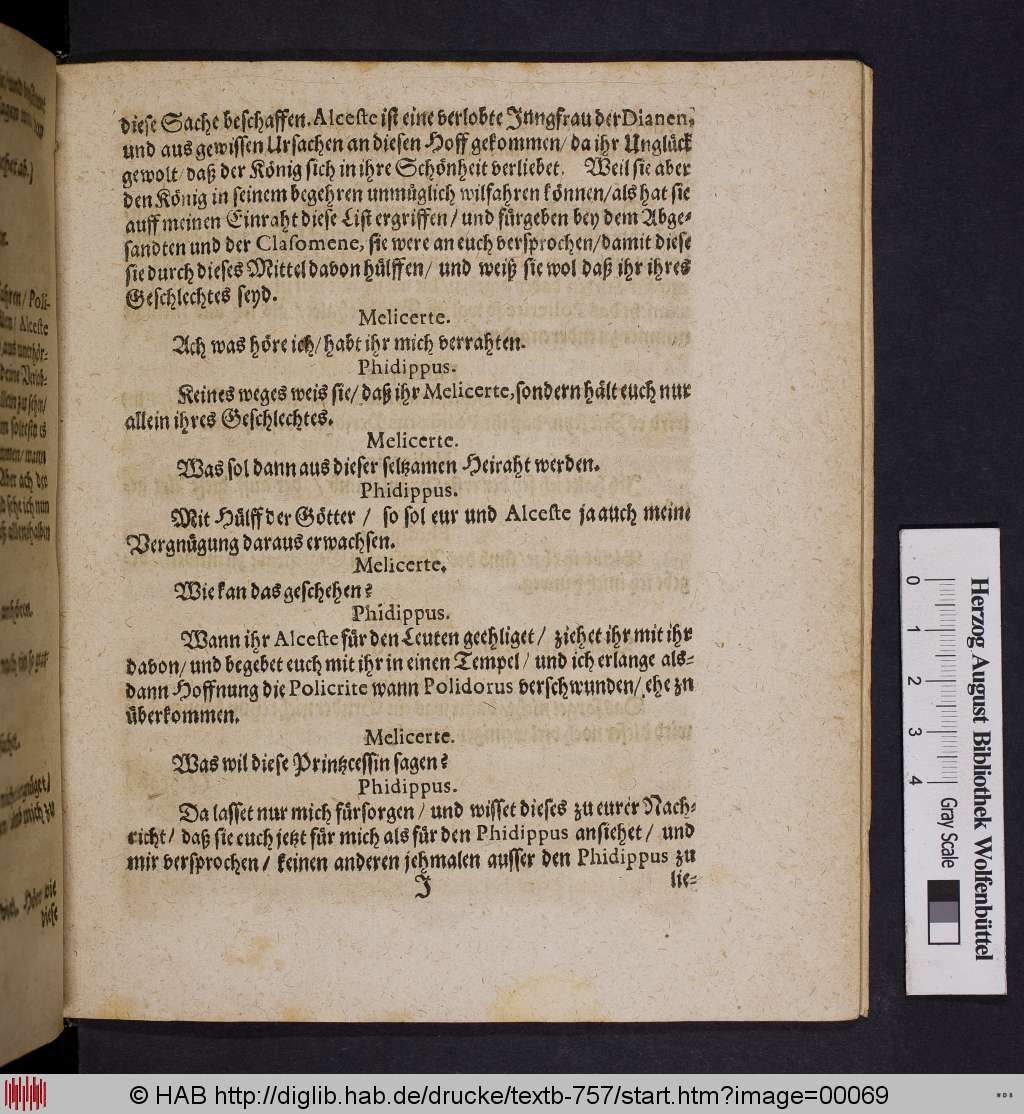 diese Sache beschaffen. Alceste ist eine verlobte Jungfrau der Dianen,
und aus gewissen Ursachen an diesen Hoff gekommen/ da ihr Unglück
gewolt/ daß der König sich in ihre Schönheit verliebet. Weil sie aber
den König in seinem begehren unmüglich wilfahren können/ als hat sie
auff meinen Einraht diese List ergriffen/ und fürgeben bey dem Abge-
sandten und der Clasomene, sie were an euch versprochen/ damit diese
sie durch dieses Mittel davon hülffen/ und weiß sie wol daß ihr ihres
Geschlechtes seyd.
Melicerte.
Ach was höre ich/ habt ihr mich verrahten.
Phidippus.
Keines weges weis sie/ daß ihr Melicerte, sondern hält euch nur
allein ihres Geschlechtes.
Melicerte.
Was sol dann aus dieser seltzamen Heiraht werden.
Phidippus.
Mit Hülff der Götter/ so sol eur und Alceste ja auch meine
Vergnügung daraus erwachsen.
Melicerte.
Wie kan das geschehen?
Phidippus.
Wann ihr Alceste für den Leuten geehliget/ ziehet ihr mit ihr
davon/ und begebet euch mit ihr in einen Tempel/ und ich erlange als-
dann Hoffnung die Policrite wann Polidorus verschwunden/ ehe zu
überkommen.
Melicerte.
Was wil diese Printzcessin sagen?
Phidippus.
Da lasset nur mich fürsorgen/ und wisset dieses zu eurer Nach-
richt/ daß sie euch jetzt für mich als für den Phidippus ansiehet/ und
mir versprochen/ keinen anderen jehmalen ausser den Phidippus zu
J lie-
diese
Herzog August Bibliothek Wolfenbüttel
0 1 2 3 4 Gray Scale
© HAB http://diglib.hab.de/drucke/textb-757/start.htm?image=00069